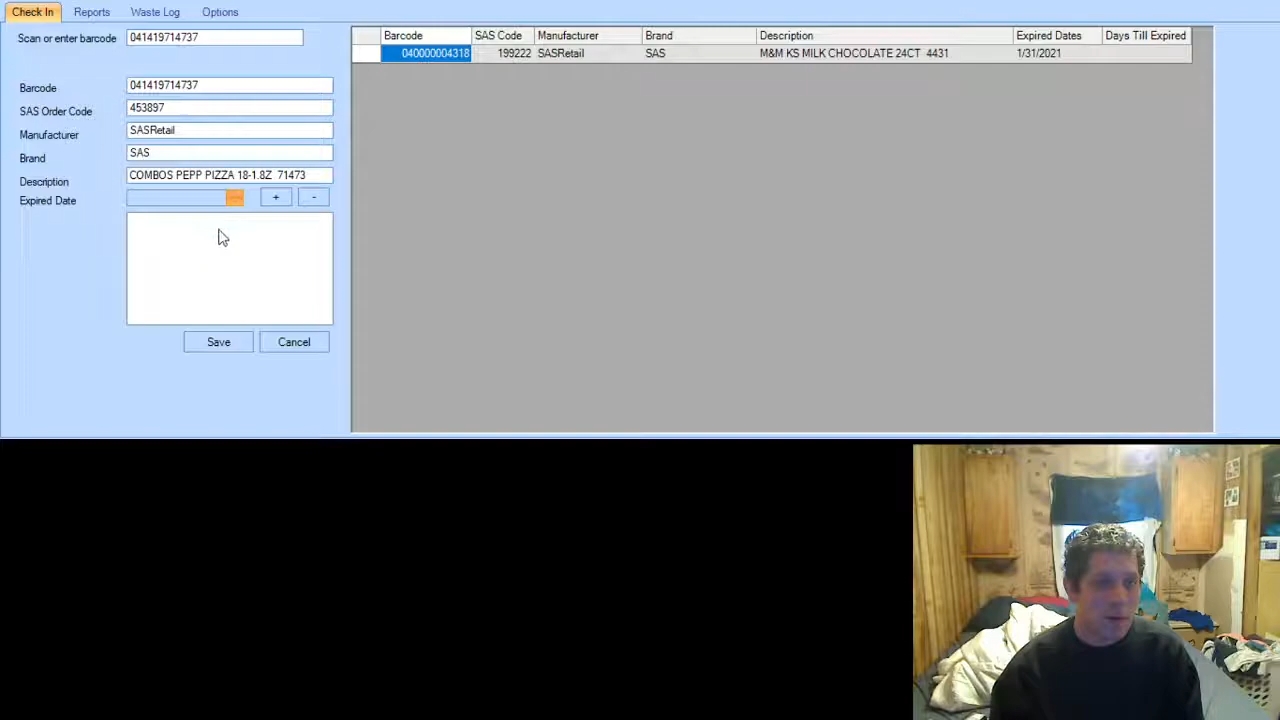 Check In Reports Waste Log Options
Scan or enter barcode 041419714737
Barcode 041419714737
SAS Order Code 453897
Manufacturer SASRetail
Brand SAS
Description COMBOS PEPP PIZZA 18-1.8Z 71473
Expired Date + -
Save Cancel
Barcode SAS Code Manufacturer Brand Description Expired Dates Days Till Expired
040000004318 199222 SASRetail SAS M&M KS MILK CHOCOLATE 24CT 4431 1/31/2021